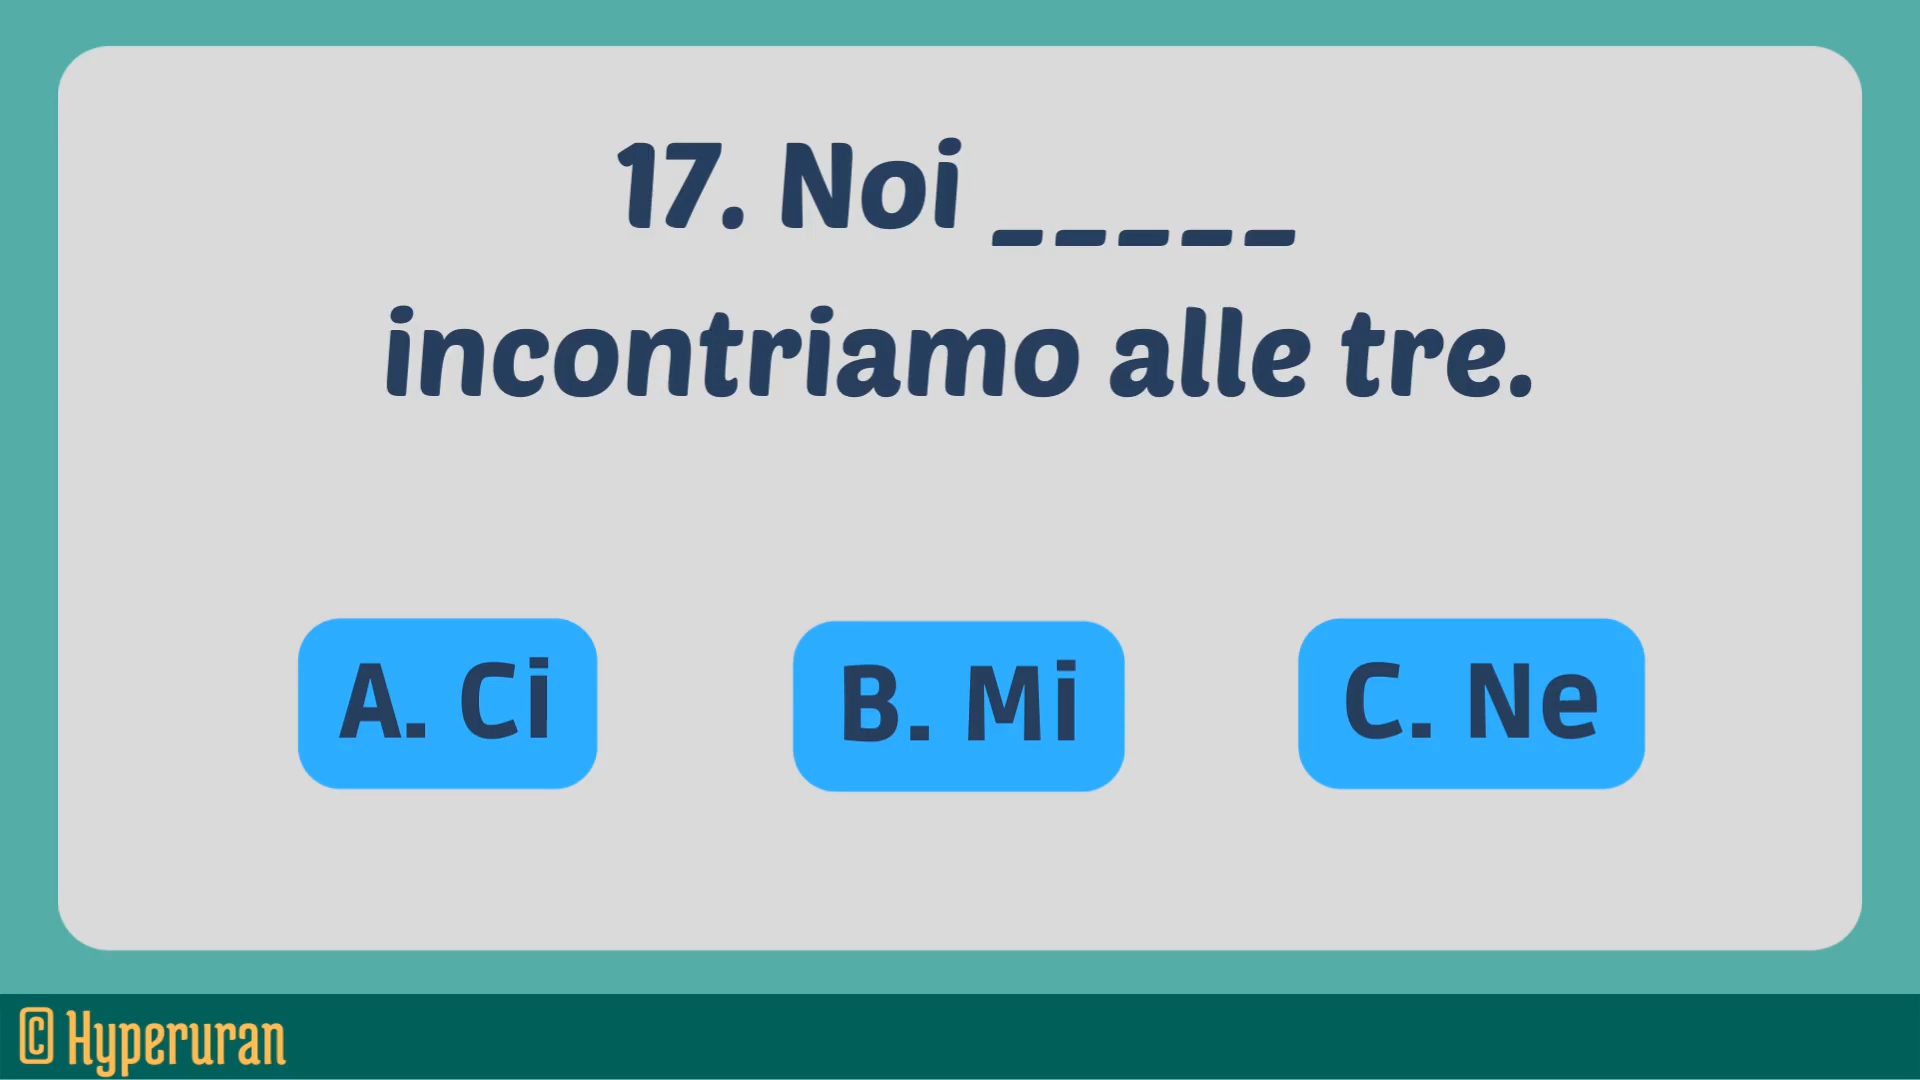 17. Noi _____
incontriamo alle tre.
A. Ci
B. Mi
C. Ne
© Hyperuran